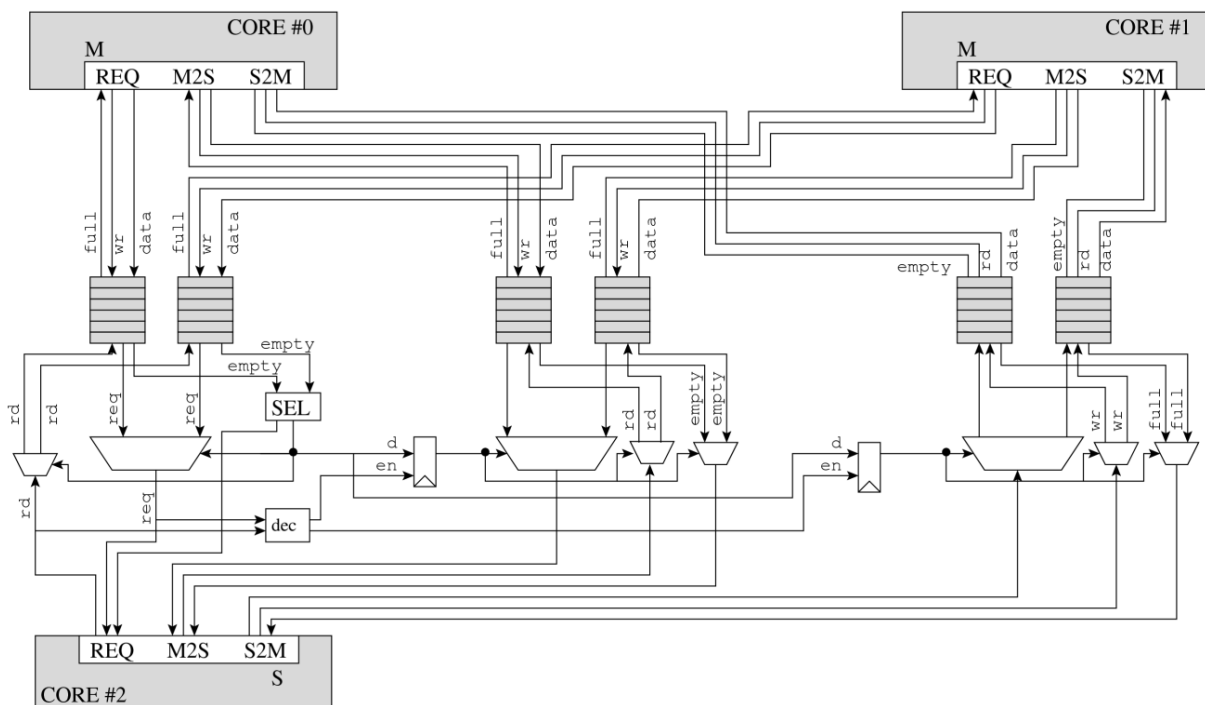 CORE #0
CORE #1
M
M
REQ M2S S2M
REQ M2S S2M
full
wr
data
full
wr
data
full
wr
data
full
wr
data
empty
rd
data
empty
rd
data
empty
empty
SEL
rd
rd
req
req
rd
rd
empty
empty
wr
wr
full
full
d
en
d
en
rd
req
dec
REQ M2S S2M
S
CORE #2